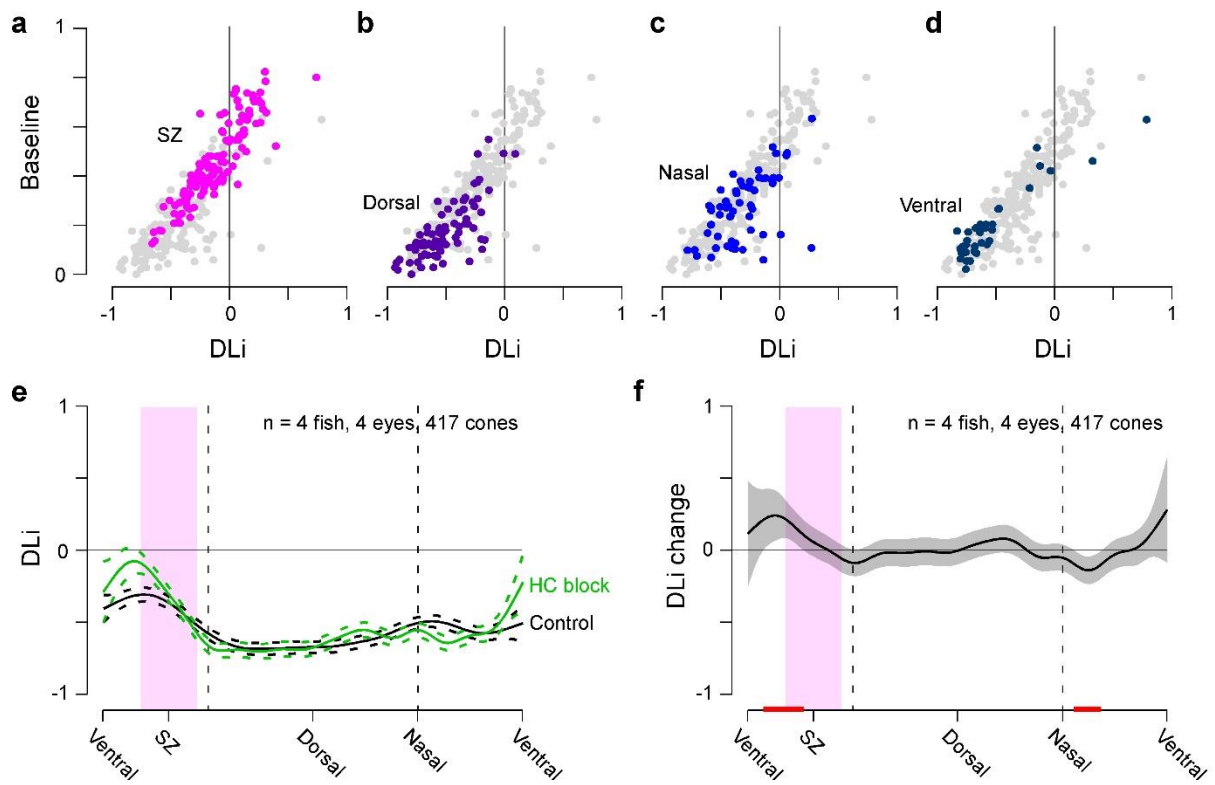 a
b
c
d
1
0
Baseline
SZ
Dorsal
Nasal
Ventral
-1
0
1
-1
0
1
-1
0
1
-1
0
1
DLi
DLi
DLi
DLi
e
f
1
0
-1
DLi
n = 4 fish, 4 eyes, 417 cones
HC block
Control
Ventral
SZ
Dorsal
Nasal
Ventral
1
0
-1
DLi change
n = 4 fish, 4 eyes, 417 cones
Ventral
SZ
Dorsal
Nasal
Ventral